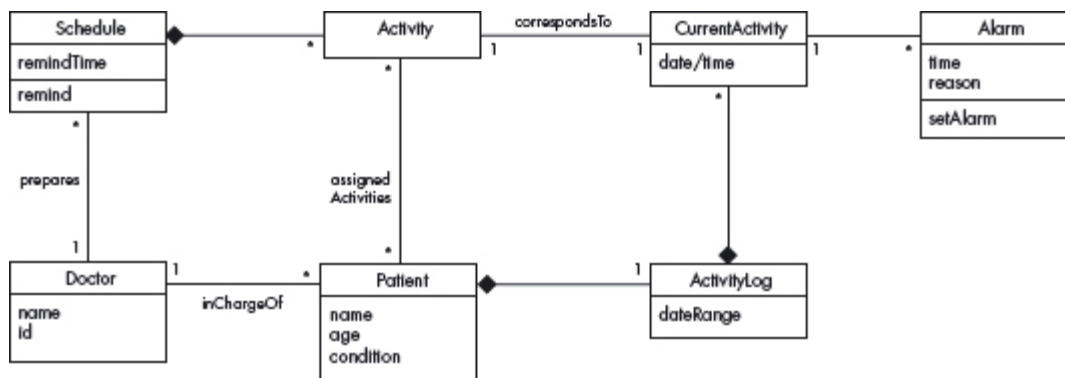 Schedule
remindTime
remind
*
Activity
correspondsTo
1
1
CurrentActivity
date/time
1
*
Alarm
time
reason
setAlarm
*
*
*
prepares
assigned
Activities
1
*
Doctor
name
id
1
*
inChargeOf
Patient
name
age
condition
1
ActivityLog
dateRange